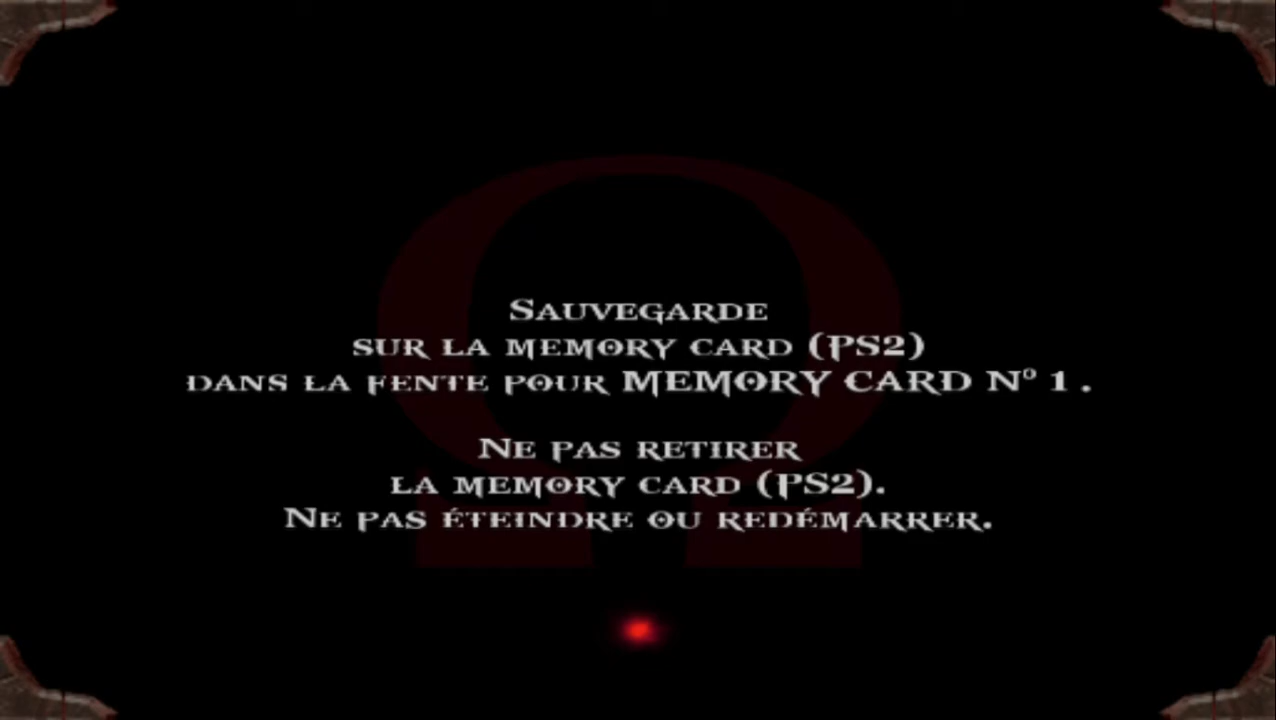 Sauvegarde
sur la memory card (PS2)
dans la fente pour MEMORY CARD Nº 1.
Ne pas retirer
la memory card (PS2).
Ne pas éteindre ou redémarrer.